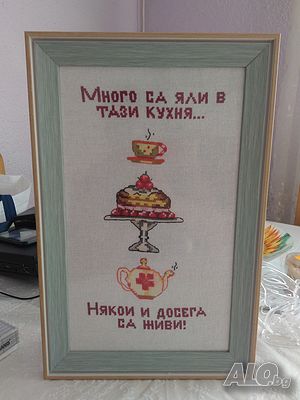 Много са яли в
тази кухня...
Някои и досега
са живи!
ALO.bg